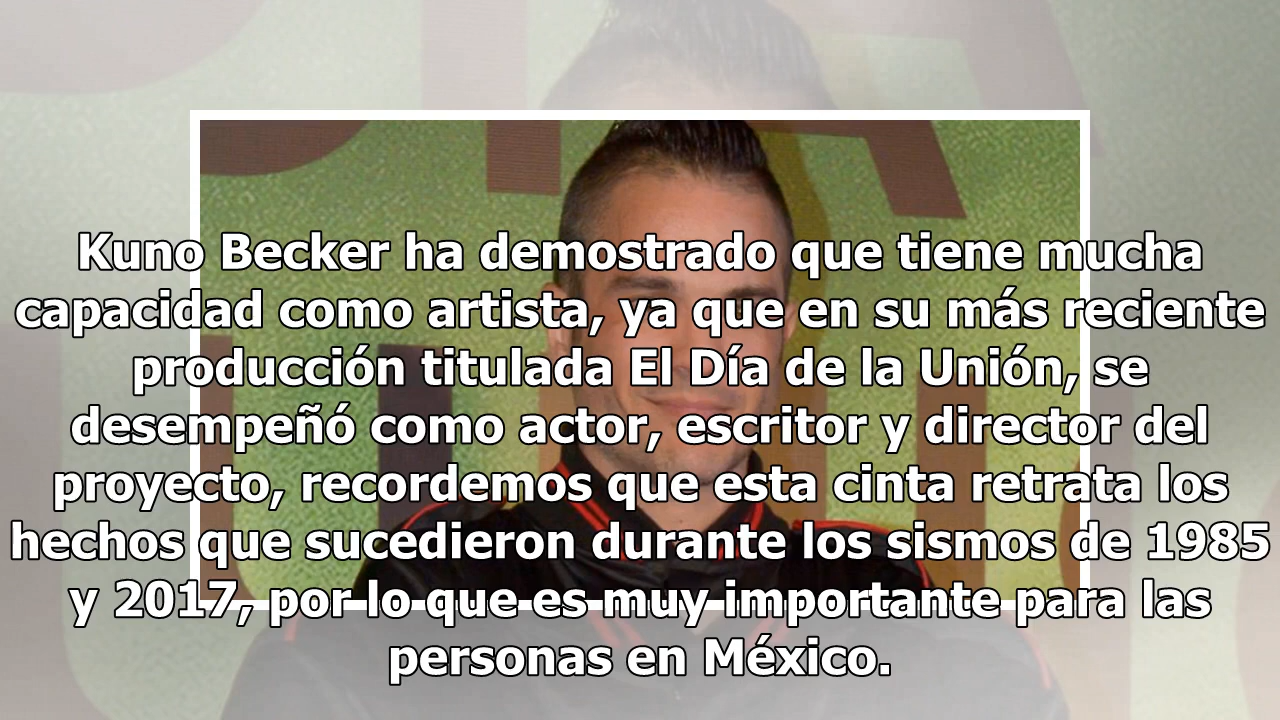 Kuno Becker ha demostrado que tiene mucha
capacidad como artista, ya que en su más reciente
producción titulada El Día de la Unión, se
desempeñó como actor, escritor y director del
proyecto, recordemos que esta cinta retrata los
hechos que sucedieron durante los sismos de 1985
y 2017, por lo que es muy importante para las
personas en México.